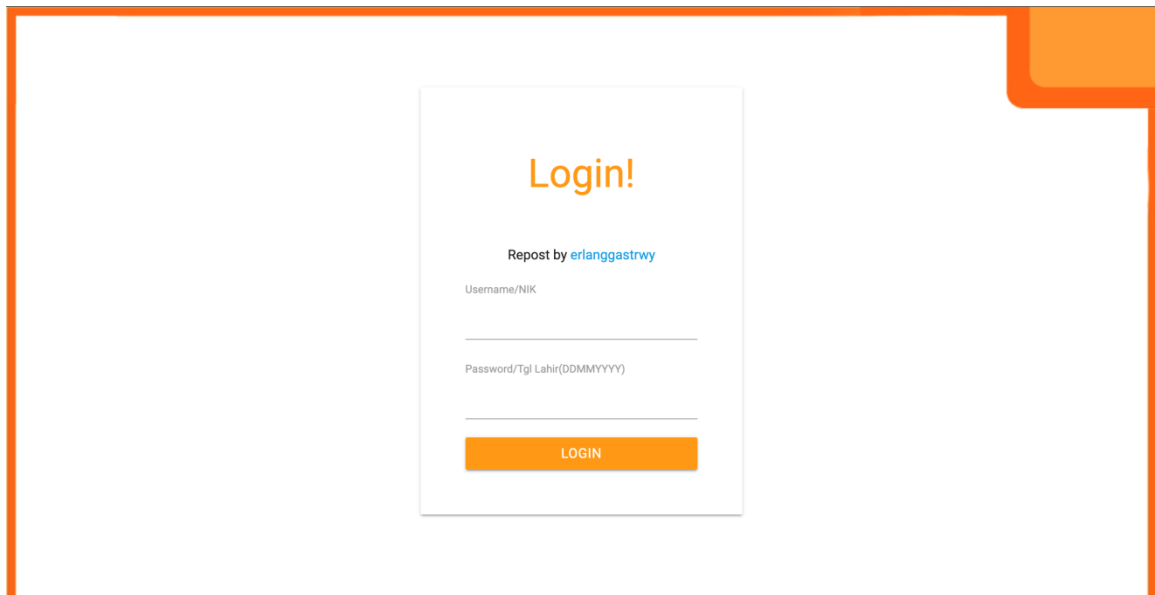 Login!
Repost by erlanggastrwy
Username/NIK
Password/Tgl Lahir(DDMMYYYY)
LOGIN